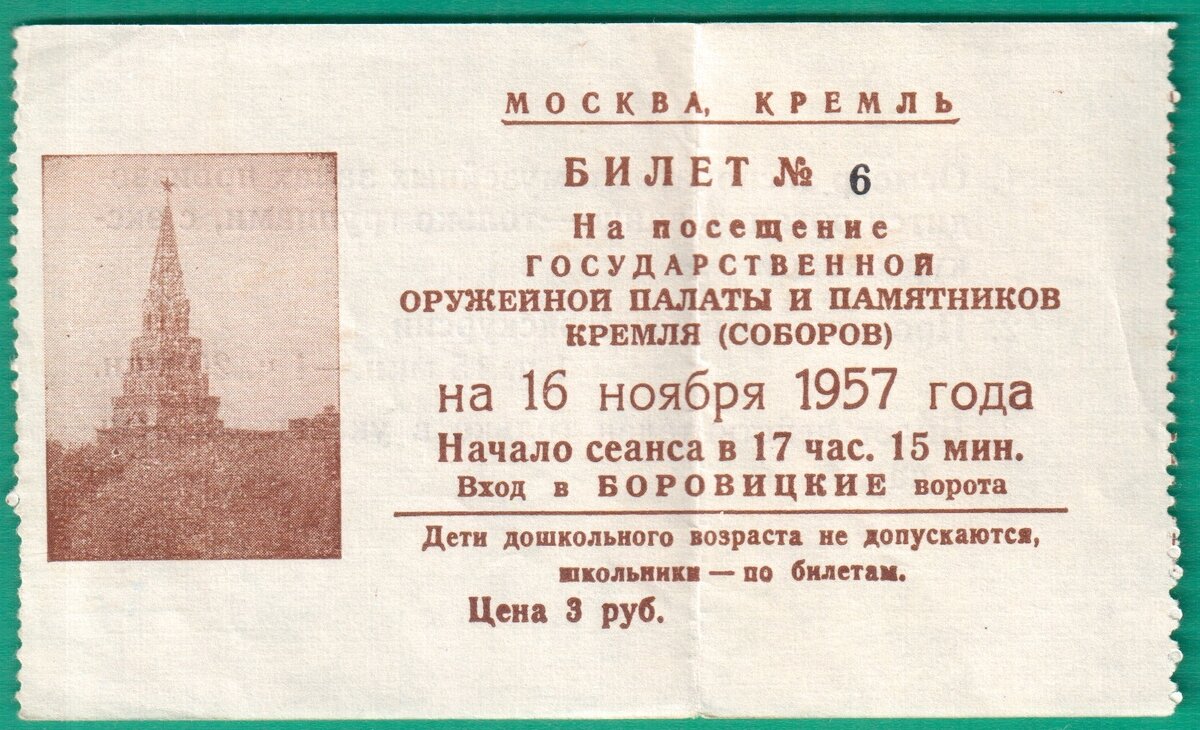 МОСКВА, КРЕМЛЬ
БИЛЕТ № 6
На посещение
ГОСУДАРСТВЕННОЙ
ОРУЖЕЙНОЙ ПАЛАТЫ И ПАМЯТНИКОВ
КРЕМЛЯ (СОБОРОВ)
на 16 ноября 1957 года
Начало сеанса в 17 час. 15 мин.
Вход в БОРОВИЦКИЕ ворота
Дети дошкольного возраста не допускаются,
школьники — по билетам.
Цена 3 руб.